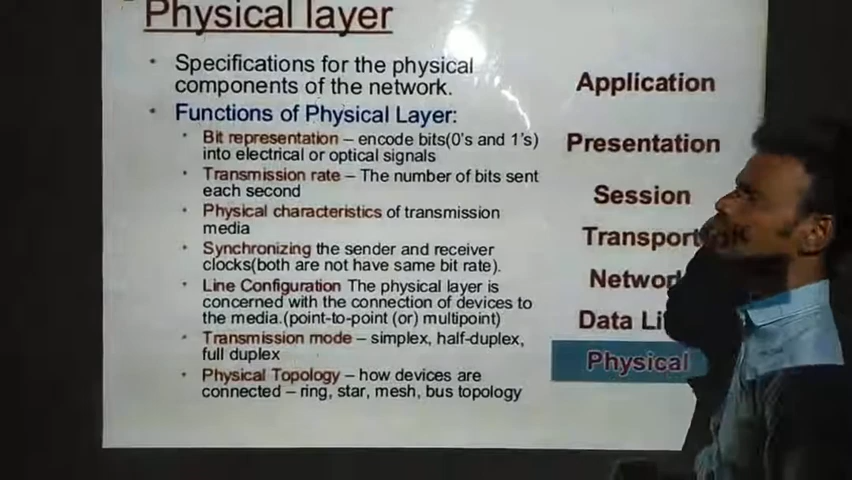 Physical layer
Specifications for the physical
components of the network.
Functions of Physical Layer:
Bit representation – encode bits(0's and 1's)
into electrical or optical signals
Transmission rate – The number of bits sent
each second
Physical characteristics of transmission
media
Synchronizing the sender and receiver
clocks(both are not have same bit rate).
Line Configuration The physical layer is
concerned with the connection of devices to
the media.(point-to-point (or) multipoint)
Transmission mode – simplex, half-duplex,
full duplex
Physical Topology – how devices are
connected – ring, star, mesh, bus topology
Application
Presentation
Session
Transport
Network
Data Li
Physical